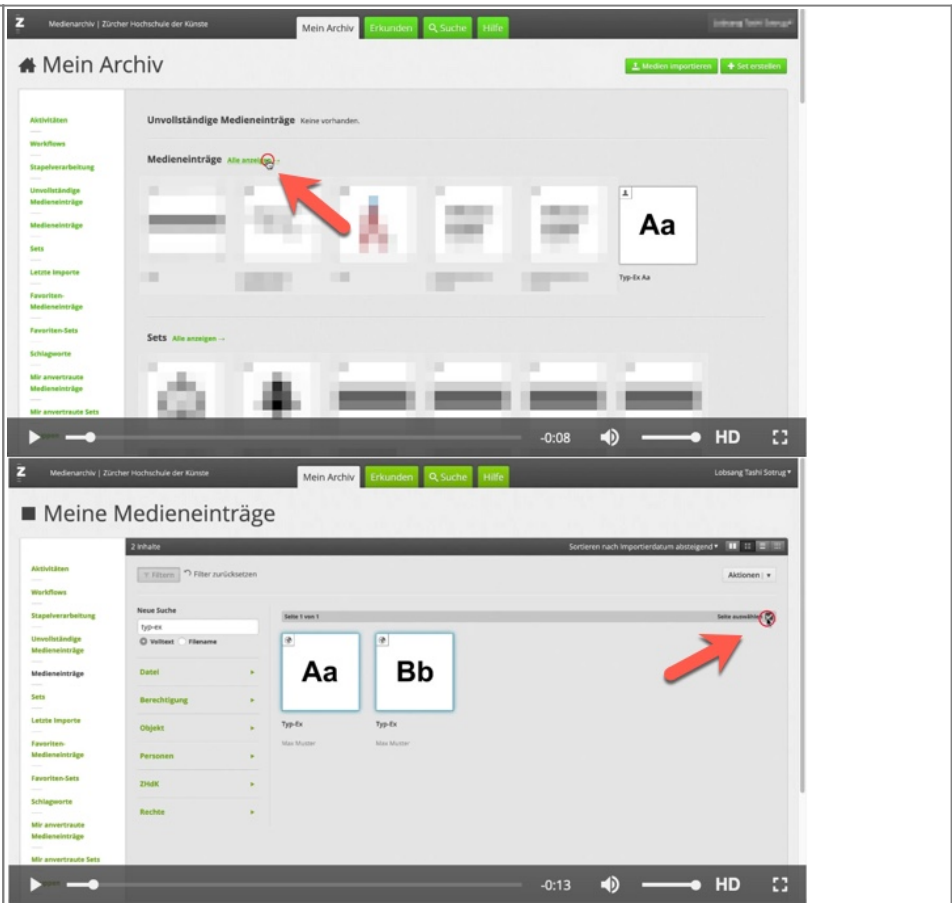 Z Medienarchiv | Zürcher Hochschule der Künste Mein Archiv Erkunden Suche Hilfe
Mein Archiv Medien importieren Set erstellen
Aktivitäten
Workflows
Stapelverarbeitung
Unvollständige
Medieneinträge
Medieneinträge
Sets
Letzte Importe
Favoriten-
Medieneinträge
Favoriten-Sets
Schlagworte
Mir anvertraute
Medieneinträge
Mir anvertraute Sets
Unvollständige Medieneinträge Keine vorhanden.
Medieneinträge Alle anzeigen →
Aa
Typ-Ex Aa
Sets Alle anzeigen →
-0:08 HD
Z Medienarchiv | Zürcher Hochschule der Künste Mein Archiv Erkunden Suche Hilfe Lobsang Tashi Sotrug
Meine Medieneinträge
Aktivitäten
Workflows
Stapelverarbeitung
Unvollständige
Medieneinträge
Medieneinträge
Sets
Letzte Importe
Favoriten-
Medieneinträge
Favoriten-Sets
Schlagworte
Mir anvertraute
Medieneinträge
Mir anvertraute Sets
2 Inhalte Sortieren nach Importierdatum absteigend
Filtern Filter zurücksetzen Aktionen
Neue Suche
typ-ex
Volltext Filename
Datei
Berechtigung
Objekt
Personen
ZHdK
Rechte
Seite 1 von 1 Seite auswählen
Aa Bb
Typ-Ex Typ-Ex
Max Muster Max Muster
-0:13 HD